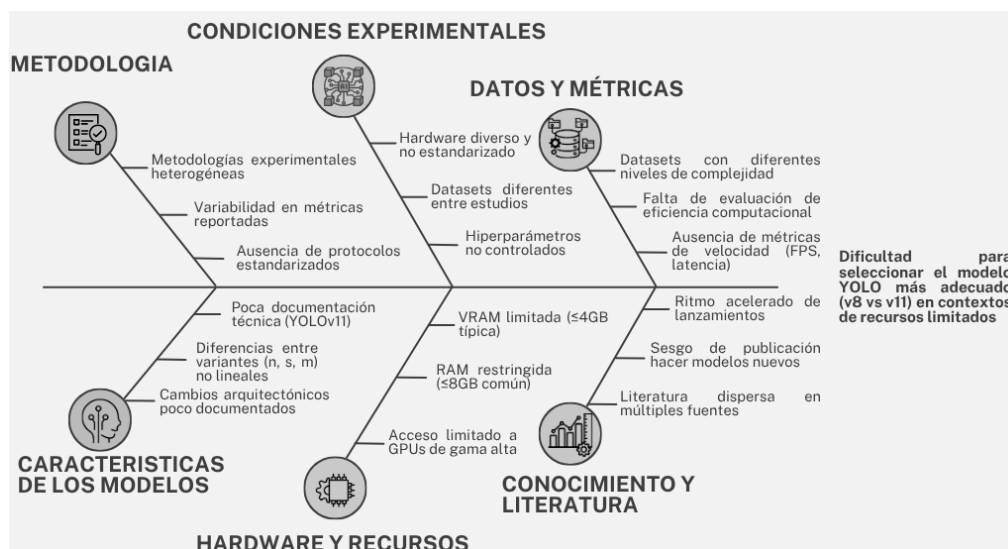 CONDICIONES EXPERIMENTALES
METODOLOGIA
DATOS Y MÉTRICAS
Metodologías experimentales
heterogéneas
Variabilidad en métricas
reportadas
Ausencia de protocolos
estandarizados
Hardware diverso y
no estandarizado
Datasets diferentes
entre estudios
Hiperparámetros
no controlados
Datasets con diferentes
niveles de complejidad
Falta de evaluación de
eficiencia computacional
Ausencia de métricas
de velocidad (FPS,
latencia)
Dificultad para
seleccionar el modelo
YOLO más adecuado
(v8 vs v11) en contextos
de recursos limitados
Poca documentación
técnica (YOLOv11)
Diferencias entre
variantes (n, s, m)
no lineales
Cambios arquitectónicos
poco documentados
VRAM limitada (≤4GB
típica)
RAM restringida
(≤8GB común)
Acceso limitado a
GPUs de gama alta
Ritmo acelerado de
lanzamientos
Sesgo de publicación
hacer modelos nuevos
Literatura dispersa en
múltiples fuentes
CARACTERISTICAS
DE LOS MODELOS
CONOCIMIENTO Y
LITERATURA
HARDWARE Y RECURSOS